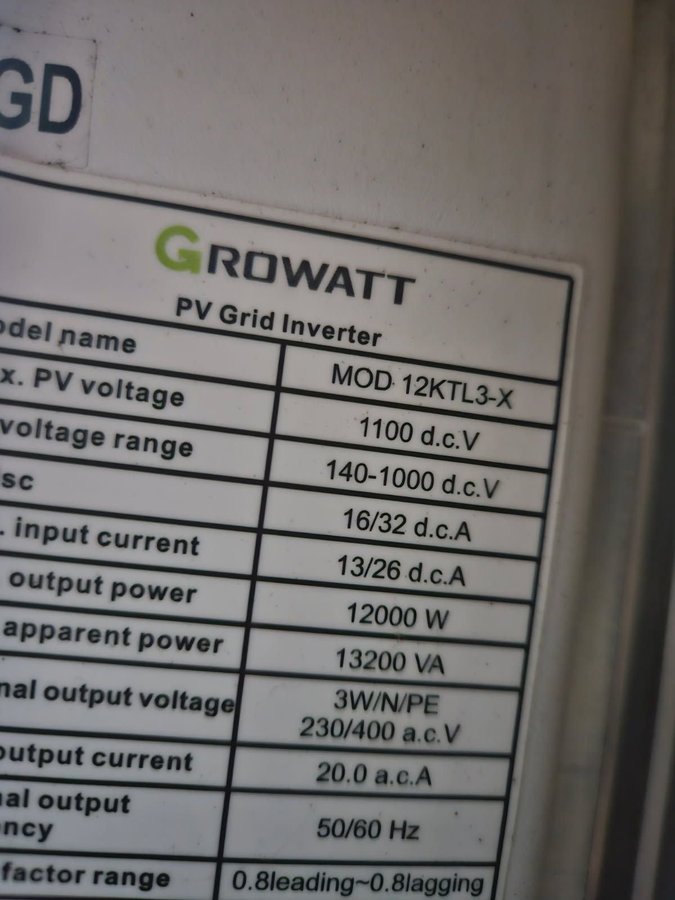 GD
GROWATT
PV Grid Inverter
odel name MOD 12KTL3-X
x. PV voltage 1100 d.c.V
voltage range 140-1000 d.c.V
sc 16/32 d.c.A
. input current 13/26 d.c.A
output power 12000 W
apparent power 13200 VA
nal output voltage 3W/N/PE
230/400 a.c.V
output current 20.0 a.c.A
al output
ncy 50/60 Hz
factor range 0.8leading~0.8lagging